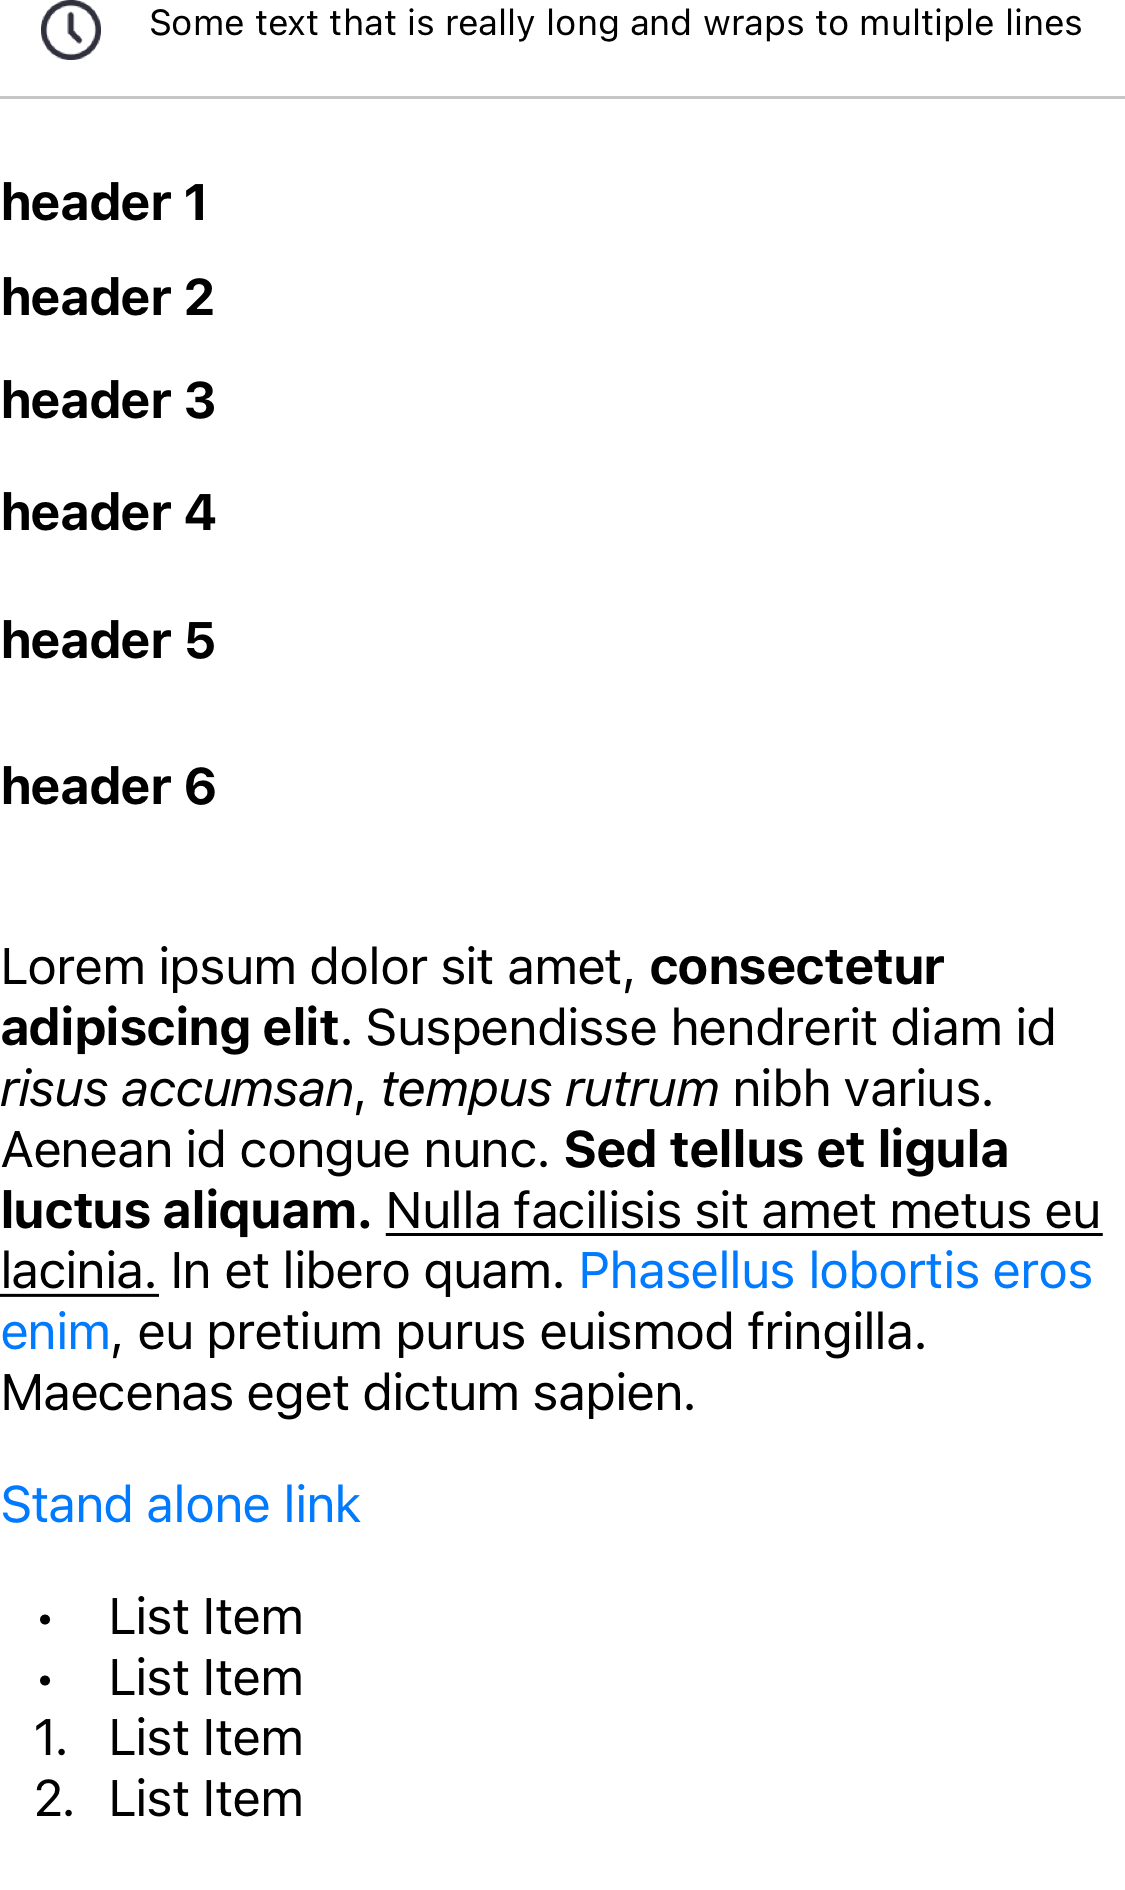 Some text that is really long and wraps to multiple lines
header 1
header 2
header 3
header 4
header 5
header 6
Lorem ipsum dolor sit amet, consectetur
adipiscing elit. Suspendisse hendrerit diam id
risus accumsan, tempus rutrum nibh varius.
Aenean id congue nunc. Sed tellus et ligula
luctus aliquam. Nulla facilisis sit amet metus eu
lacinia. In et libero quam. Phasellus lobortis eros
enim, eu pretium purus euismod fringilla.
Maecenas eget dictum sapien.
Stand alone link
• List Item
• List Item
1. List Item
2. List Item